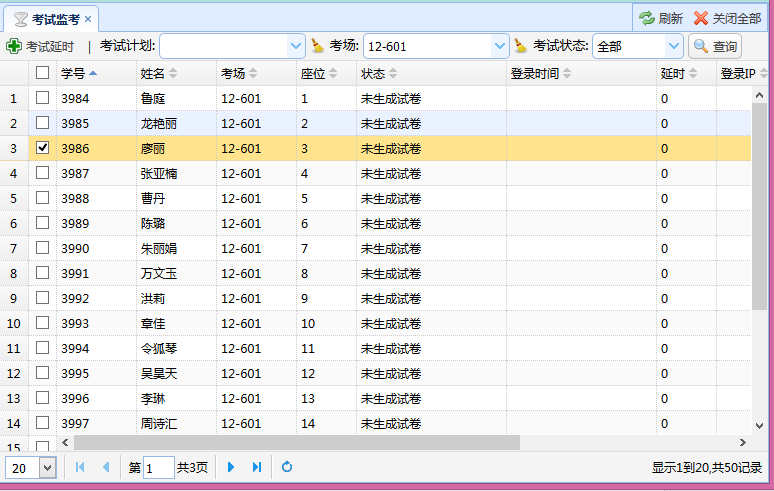 考试监考 × 刷新 关闭全部
考试延时 | 考试计划: 考场: 12-601 考试状态: 全部 查询
学号 姓名 考场 座位 状态 登录时间 延时 登录IP
1 3984 鲁庭 12-601 1 未生成试卷 0
2 3985 龙艳丽 12-601 2 未生成试卷 0
3 3986 廖丽 12-601 3 未生成试卷 0
4 3987 张亚楠 12-601 4 未生成试卷 0
5 3988 曹丹 12-601 5 未生成试卷 0
6 3989 陈璐 12-601 6 未生成试卷 0
7 3990 朱丽娟 12-601 7 未生成试卷 0
8 3991 万文玉 12-601 8 未生成试卷 0
9 3992 洪莉 12-601 9 未生成试卷 0
10 3993 章佳 12-601 10 未生成试卷 0
11 3994 令狐琴 12-601 11 未生成试卷 0
12 3995 吴昊天 12-601 12 未生成试卷 0
13 3996 李琳 12-601 13 未生成试卷 0
14 3997 周诗汇 12-601 14 未生成试卷 0
15
20 第 1 共3页 显示1到20,共50记录